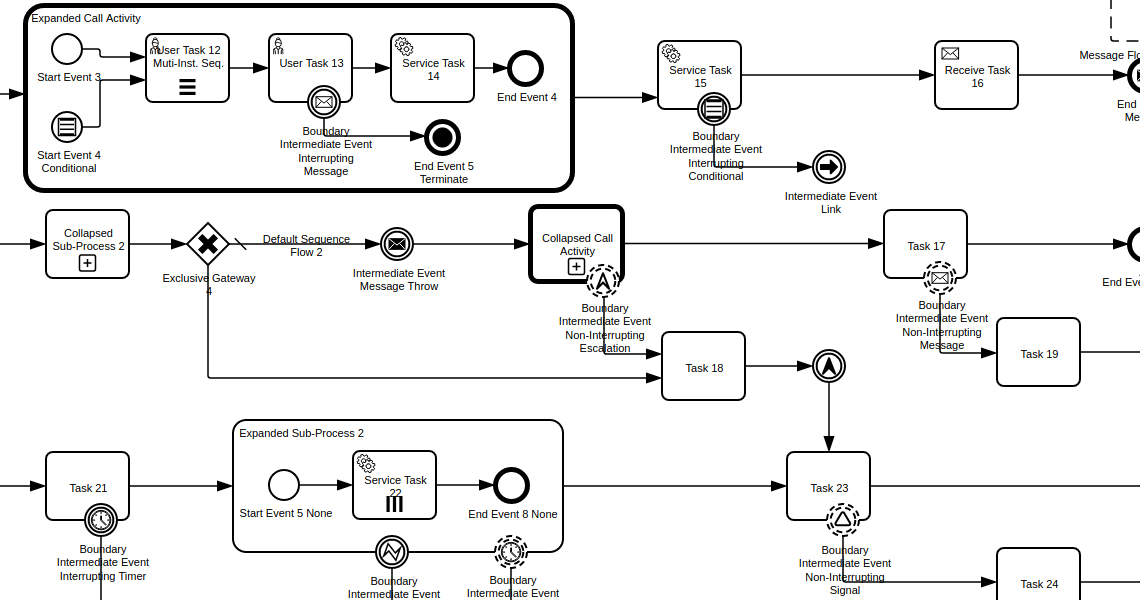 Expanded Call Activity
Start Event 3
Start Event 4
Conditional
User Task 12
Muti-Inst. Seq.
User Task 13
Service Task
14
End Event 4
Boundary
Intermediate Event
Interrupting
Message
End Event 5
Terminate
Service Task
15
Boundary
Intermediate Event
Interrupting
Conditional
Intermediate Event
Link
Receive Task
16
Message Flo
End
Me
Collapsed
Sub-Process 2
Exclusive Gateway
4
Default Sequence
Flow 2
Intermediate Event
Message Throw
Collapsed Call
Activity
Boundary
Intermediate Event
Non-Interrupting
Escalation
Task 17
Boundary
Intermediate Event
Non-Interrupting
Message
End Eve
Task 18
Task 19
Task 21
Boundary
Intermediate Event
Interrupting Timer
Expanded Sub-Process 2
Start Event 5 None
Service Task
22
End Event 8 None
Boundary
Intermediate Event
Boundary
Intermediate Event
Task 23
Boundary
Intermediate Event
Non-Interrupting
Signal
Task 24